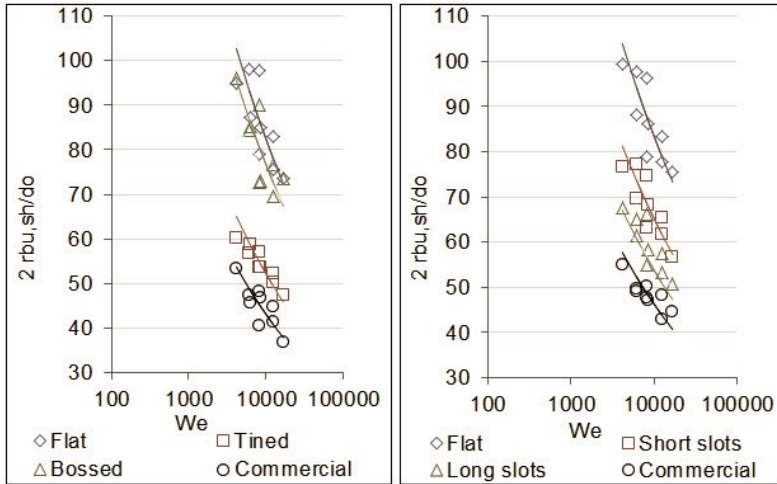 2 rbu,sh/do
110
100
90
80
70
60
50
40
30
100 1000 10000 100000
We
Flat Tined
Bossed Commercial
2 rbu,sh/do
110
100
90
80
70
60
50
40
30
100 1000 10000 100000
We
Flat Short slots
Long slots Commercial